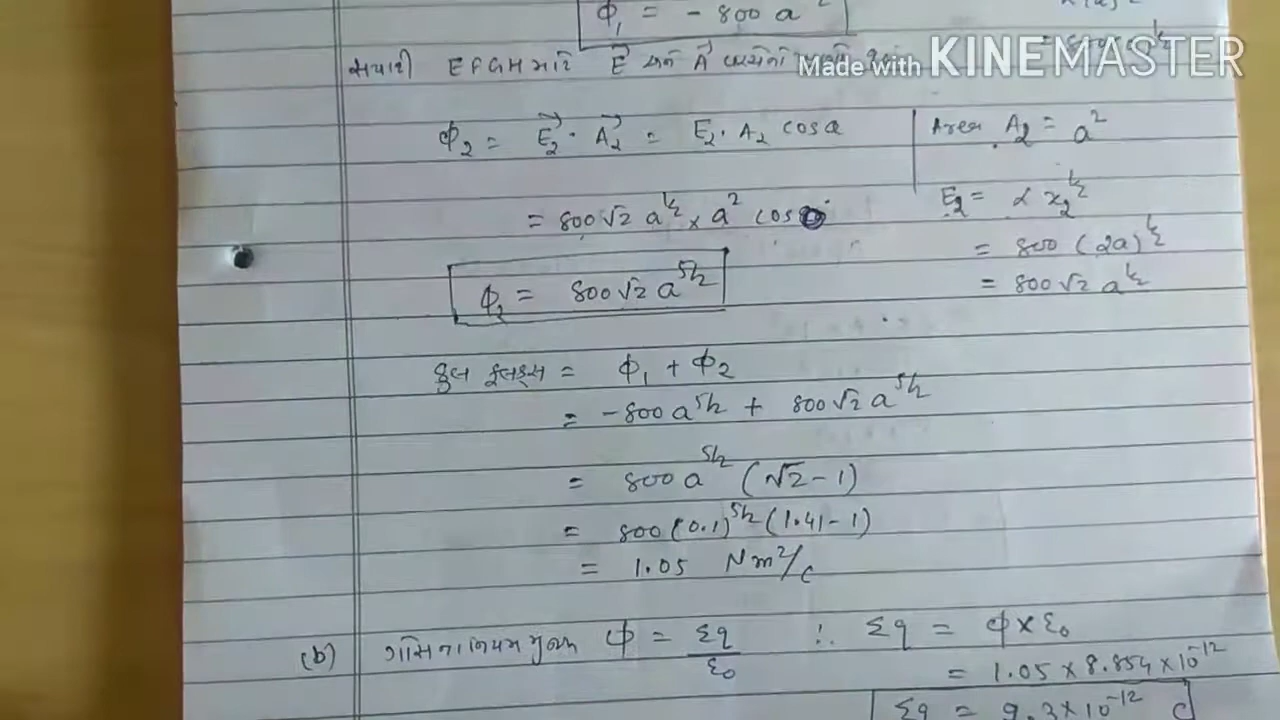 Φ₁ = - 800 a
Made with KINEMASTER
સપાટી EFGH માટે E⃗ અને A⃗
Φ₂ = E₂⃗ · A₂⃗ = E₂ · A₂ cos
Area A₂ = a²
= 800√2 a^½ × a² cos
E₂ = α x₂^½
= 800 (2a)^½
Φ₂ = 800√2 a^5/2
= 800√2 a^½
કુલ ફ્લક્સ = Φ₁ + Φ₂
= -800 a^5/2 + 800√2 a^5/2
= 800 a^5/2 (√2 - 1)
= 800 (0.1)^5/2 (1.41 - 1)
= 1.05 Nm²/C
(b) ગૉસના નિયમ મુજબ Φ = Σq/ε₀ ∴ Σq = Φ × ε₀
= 1.05 × 8.854 × 10⁻¹²
Σq = 9.3 × 10⁻¹² C